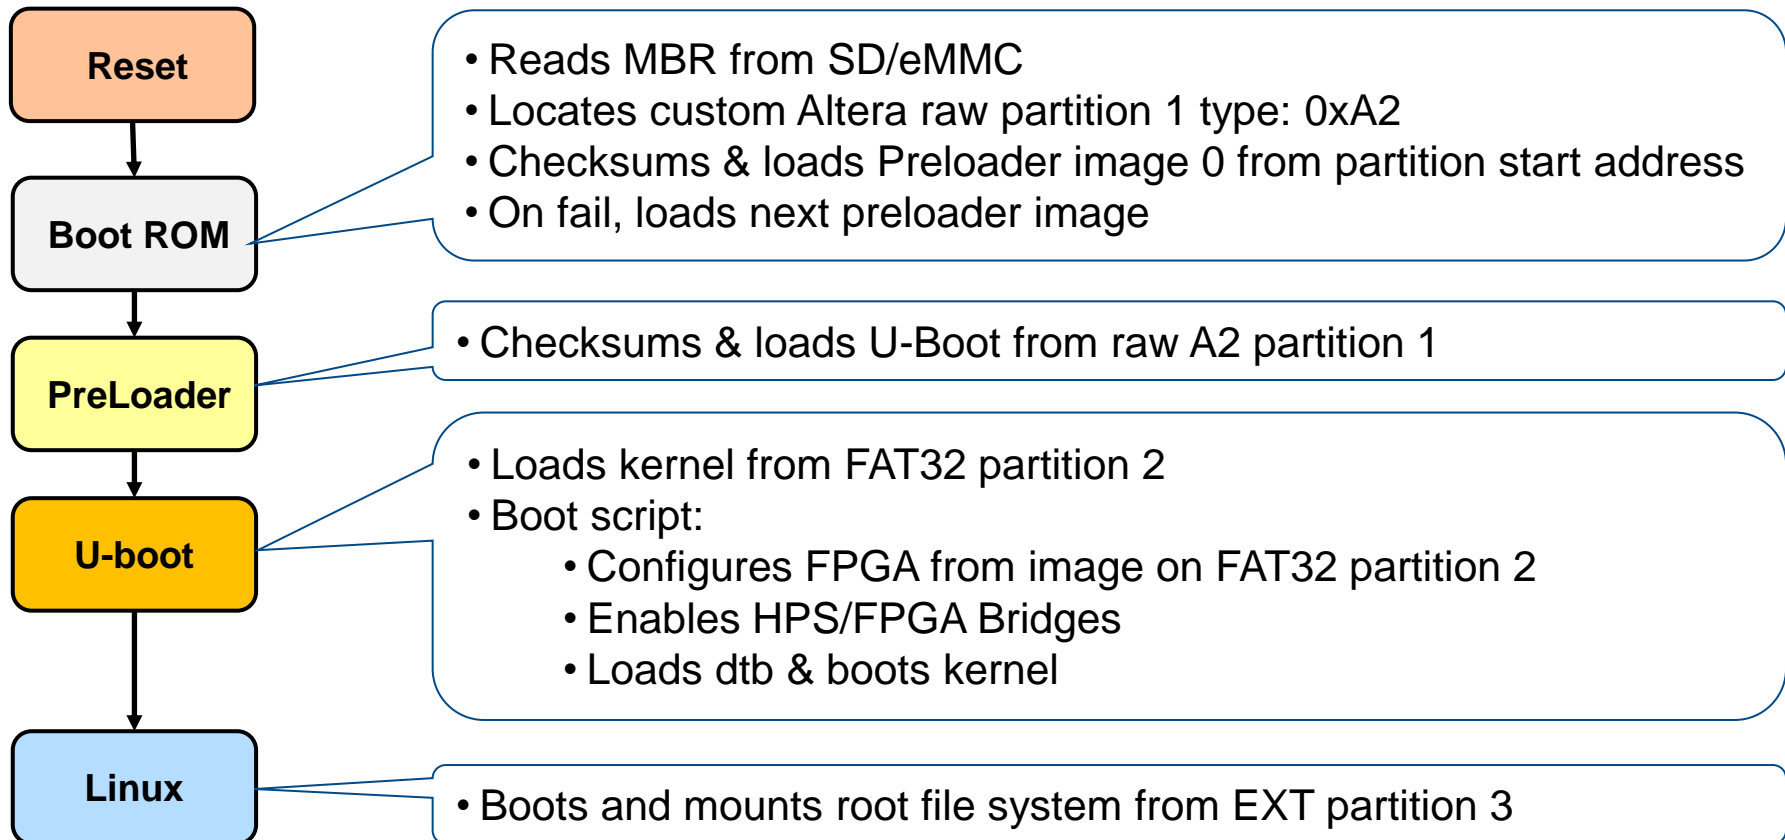 Reset
• Reads MBR from SD/eMMC
• Locates custom Altera raw partition 1 type: 0xA2
• Checksums & loads Preloader image 0 from partition start address
• On fail, loads next preloader image
Boot ROM
• Checksums & loads U-Boot from raw A2 partition 1
PreLoader
• Loads kernel from FAT32 partition 2
• Boot script:
• Configures FPGA from image on FAT32 partition 2
• Enables HPS/FPGA Bridges
• Loads dtb & boots kernel
U-boot
Linux
• Boots and mounts root file system from EXT partition 3